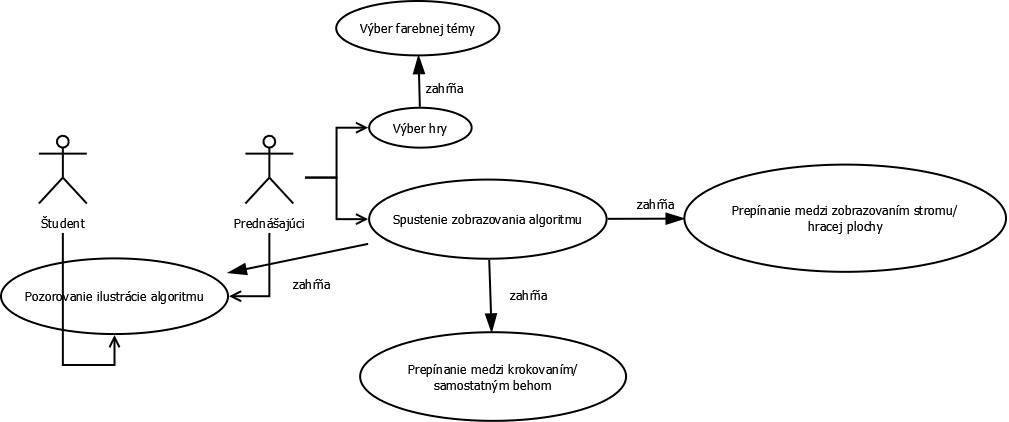 Výber farebnej témy
zahŕňa
Výber hry
Študent
Prednášajúci
Spustenie zobrazovania algoritmu
zahŕňa
Prepínanie medzi zobrazovaním stromu/
hracej plochy
Pozorovanie ilustrácie algoritmu
zahŕňa
zahŕňa
Prepínanie medzi krokovaním/
samostatným behom